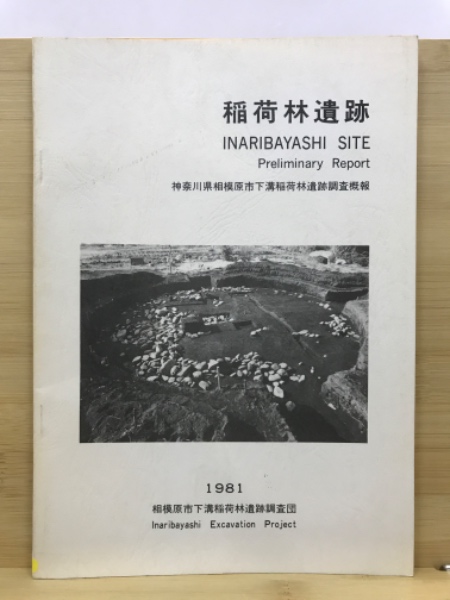 稲荷林遺跡
INARIBAYASHI SITE
Preliminary Report
神奈川県相模原市下溝稲荷林遺跡調査概報
1981
相模原市下溝稲荷林遺跡調査団
Inaribayashi Excavation Project